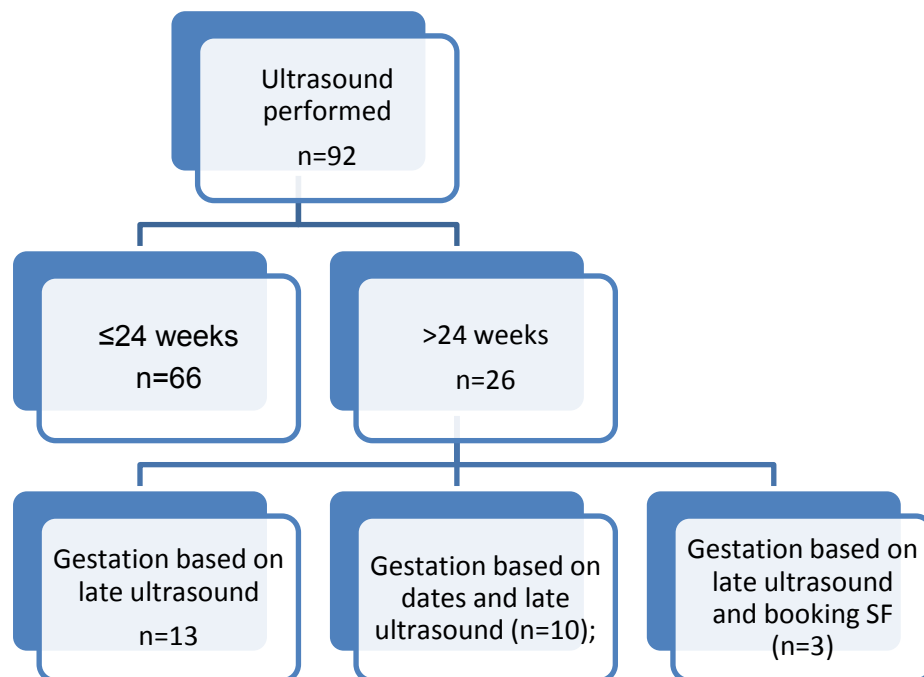 Ultrasound
performed
n=92
≤24 weeks
n=66
>24 weeks
n=26
Gestation based on
late ultrasound
n=13
Gestation based on
dates and late
ultrasound (n=10);
Gestation based on
late ultrasound
and booking SF
(n=3)